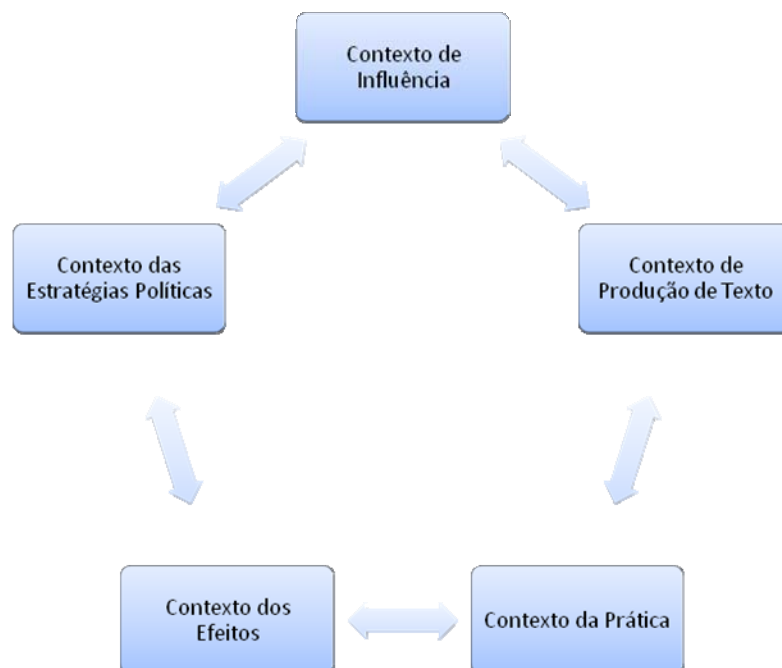 Contexto de
Influência
Contexto das
Estratégias Políticas
Contexto de
Produção de Texto
Contexto dos
Efeitos
Contexto da Prática